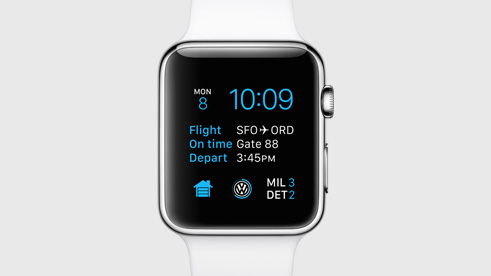 MON
8
10:09
Flight SFO✈ORD
On time Gate 88
Depart 3:45PM
MIL 3
DET 2